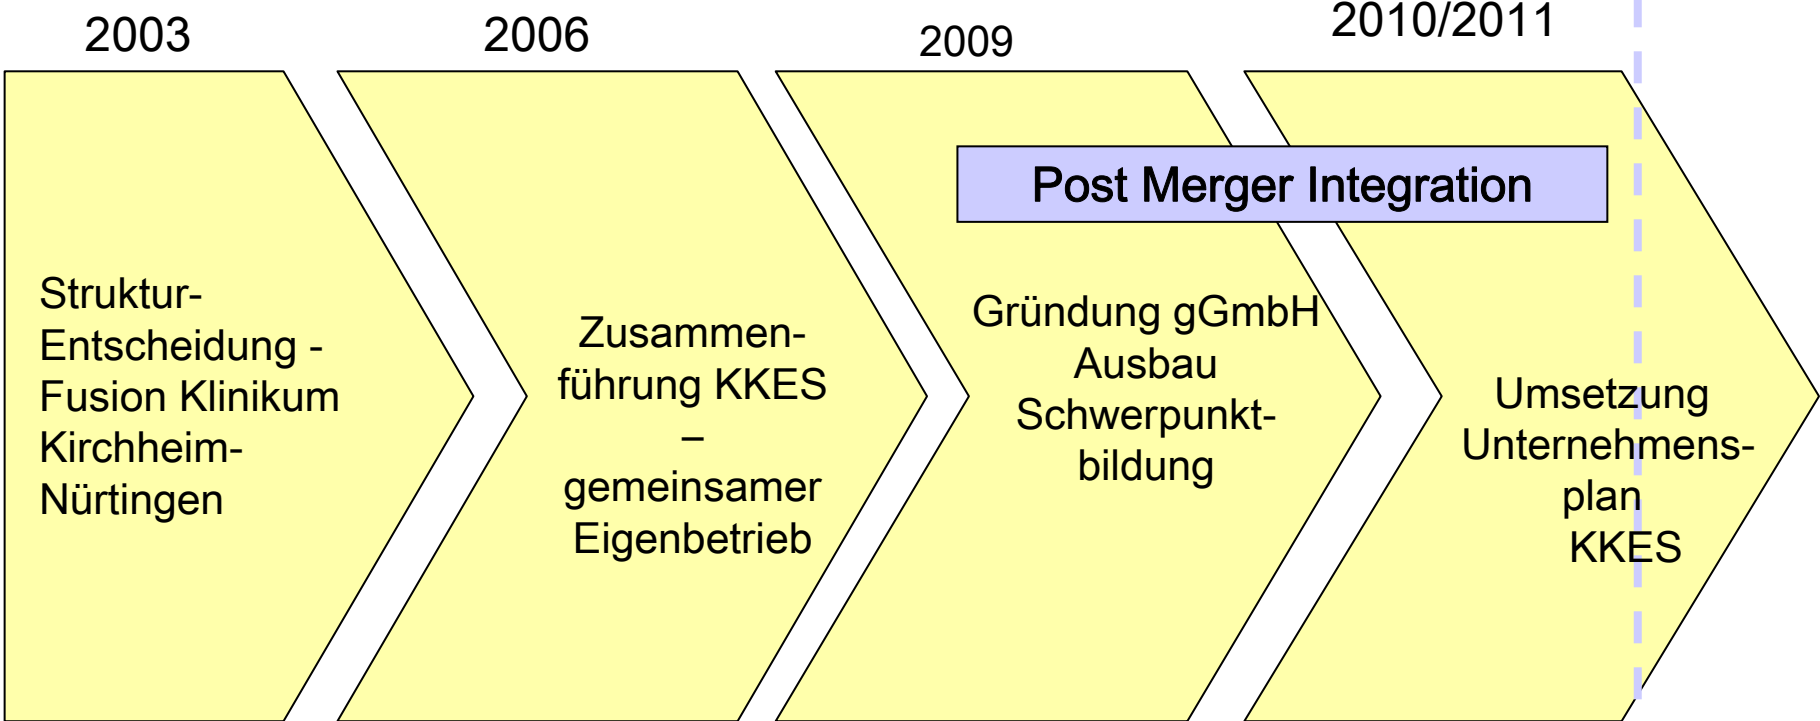 2003
2006
2009
2010/2011
Post Merger Integration
Struktur-
Entscheidung -
Fusion Klinikum
Kirchheim-
Nürtingen
Zusammen-
führung KKES
–
gemeinsamer
Eigenbetrieb
Gründung gGmbH
Ausbau
Schwerpunkt-
bildung
Umsetzung
Unternehmens-
plan
KKES